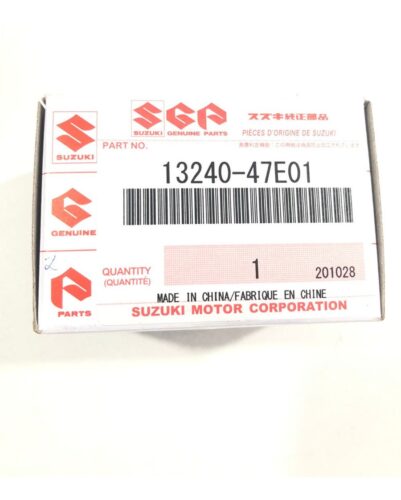 SUZUKI
GENUINE
PARTS
SUZUKI GENUINE PARTS
スズキ純正部品
PIECES D'ORIGINE DE SUZUKI
PART NO.
13240-47E01
2
QUANTITY
(QUANTITÉ)
1
201028
MADE IN CHINA/FABRIQUE EN CHINE
SUZUKI MOTOR CORPORATION